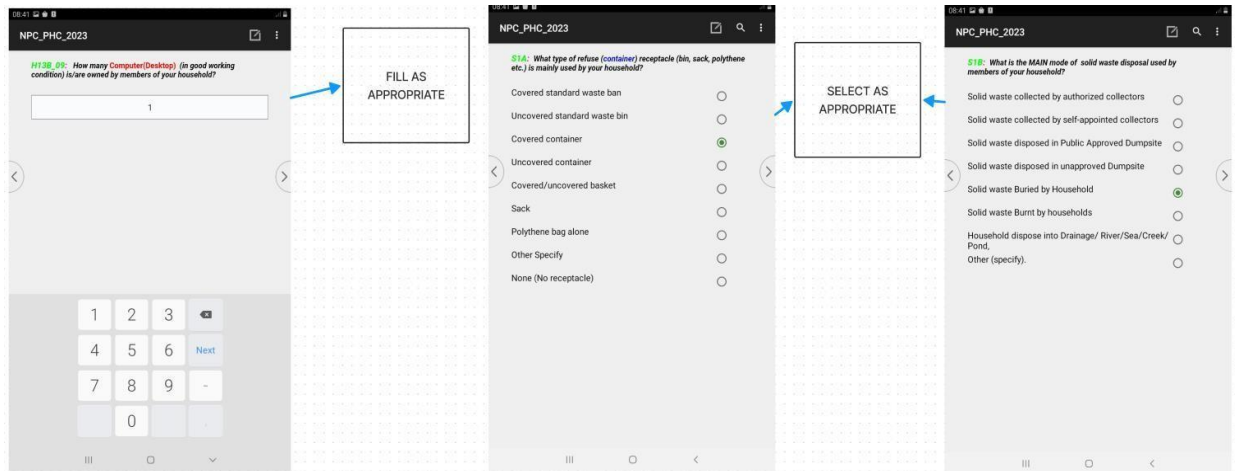 08:41
NPC_PHC_2023
H13B_09: How many Computer(Desktop) (in good working
condition) is/are owned by members of your household?
1
1 2 3
4 5 6 Next
7 8 9 -
0 .
FILL AS
APPROPRIATE
08:41
NPC_PHC_2023
S1A: What type of refuse (container) receptacle (bin, sack, polythene
etc.) is mainly used by your household?
Covered standard waste ban
Uncovered standard waste bin
Covered container
Uncovered container
Covered/uncovered basket
Sack
Polythene bag alone
Other Specify
None (No receptacle)
SELECT AS
APPROPRIATE
08:41
NPC_PHC_2023
S1B: What is the MAIN mode of solid waste disposal used by
members of your household?
Solid waste collected by authorized collectors
Solid waste collected by self-appointed collectors
Solid waste disposed in Public Approved Dumpsite
Solid waste disposed in unapproved Dumpsite
Solid waste Buried by Household
Solid waste Burnt by households
Household dispose into Drainage/ River/Sea/Creek/
Pond,
Other (specify).